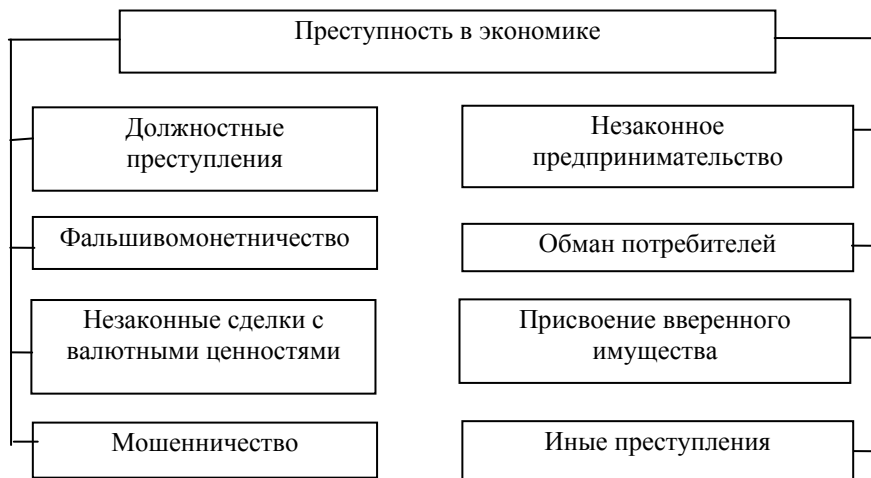 Преступность в экономике
Должностные
преступления
Незаконное
предпринимательство
Фальшивомонетничество
Обман потребителей
Незаконные сделки с
валютными ценностями
Присвоение вверенного
имущества
Мошенничество
Иные преступления